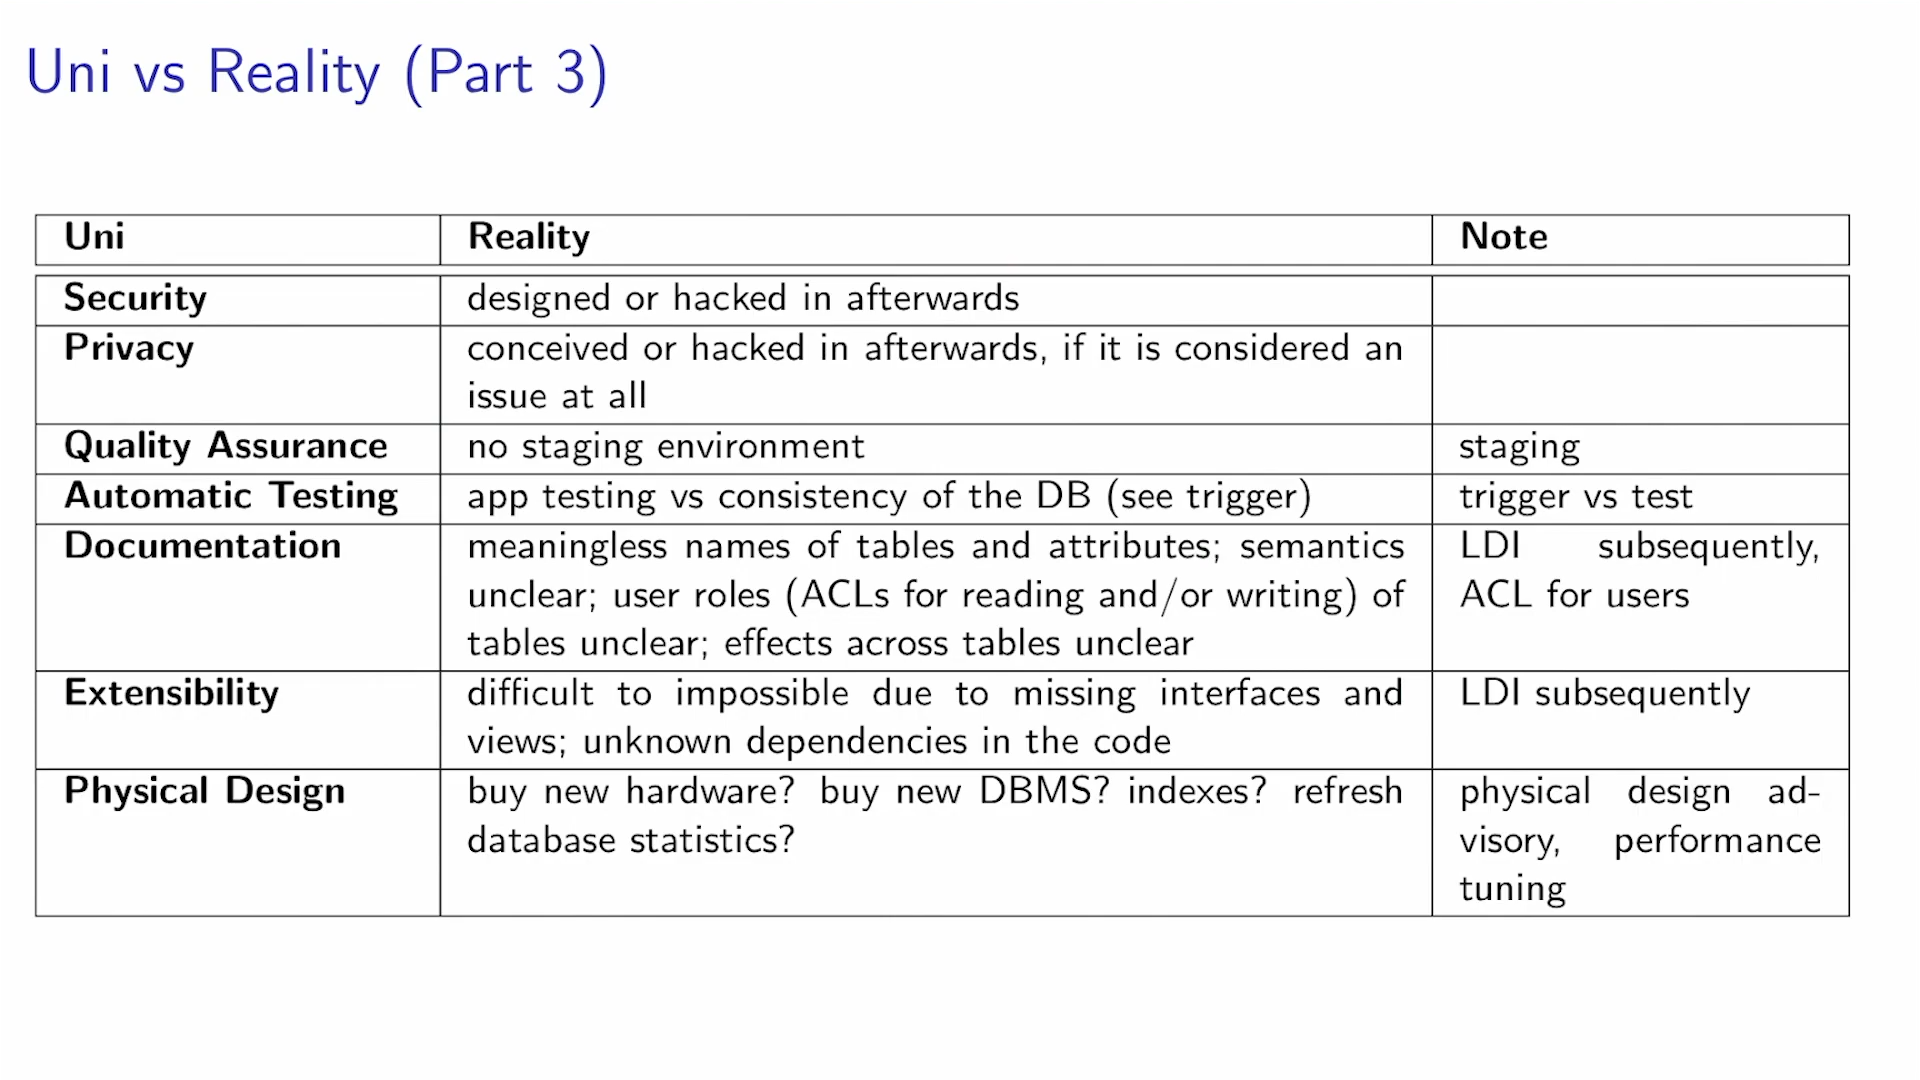 Uni vs Reality (Part 3)
Uni Reality Note
Security designed or hacked in afterwards
Privacy conceived or hacked in afterwards, if it is considered an
issue at all
Quality Assurance no staging environment staging
Automatic Testing app testing vs consistency of the DB (see trigger) trigger vs test
Documentation meaningless names of tables and attributes; semantics LDI subsequently,
unclear; user roles (ACLs for reading and/or writing) of ACL for users
tables unclear; effects across tables unclear
Extensibility difficult to impossible due to missing interfaces and LDI subsequently
views; unknown dependencies in the code
Physical Design buy new hardware? buy new DBMS? indexes? refresh physical design ad-
database statistics? visory, performance
tuning